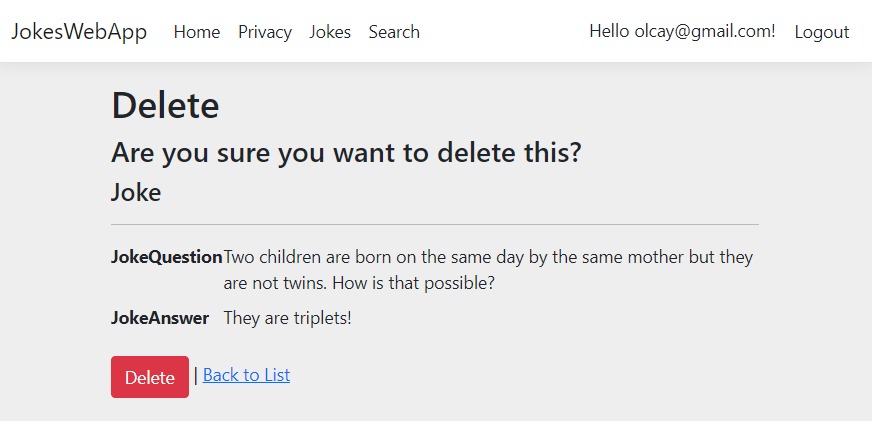 JokesWebApp Home Privacy Jokes Search Hello olcay@gmail.com! Logout
Delete
Are you sure you want to delete this?
Joke
JokeQuestion Two children are born on the same day by the same mother but they
are not twins. How is that possible?
JokeAnswer They are triplets!
Delete | Back to List